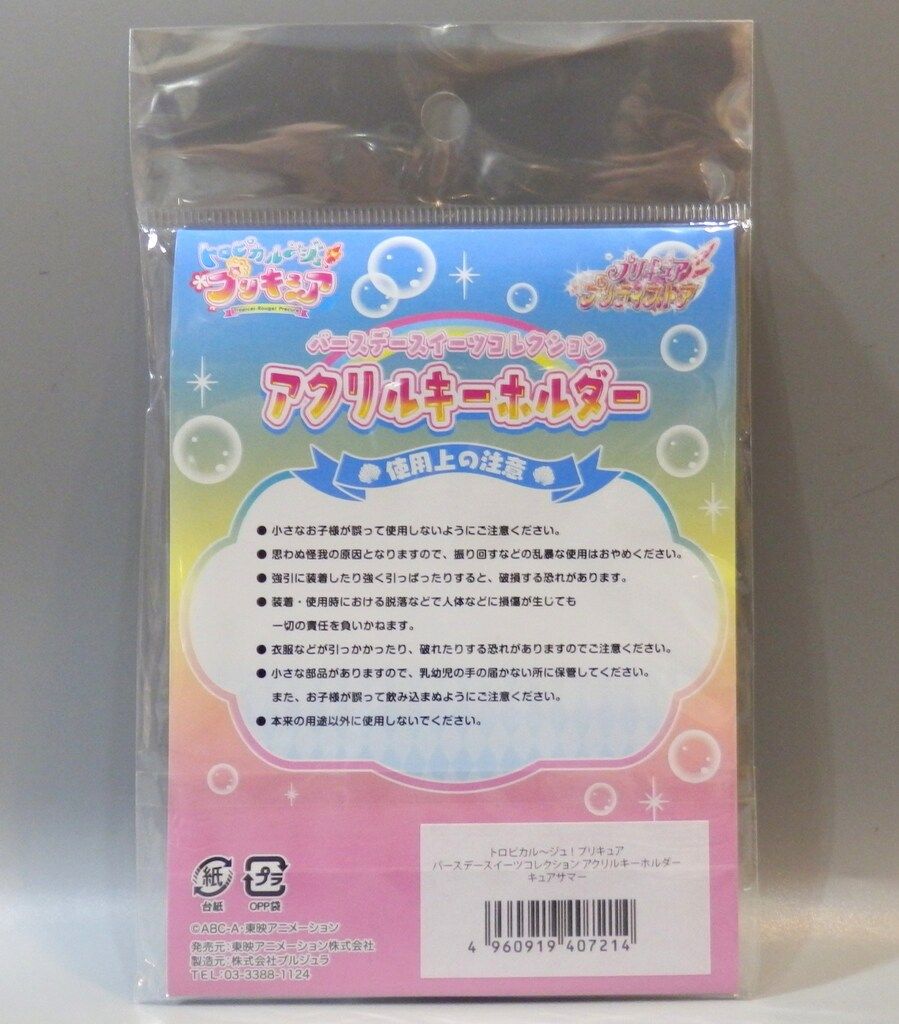 トロピカル〜ジュ!
プリキュア
Tropical-Rouge! Precure
プリキュア
プリティストア
バースデースイーツコレクション
アクリルキーホルダー
使用上の注意
● 小さなお子様が誤って使用しないようにご注意ください。
● 思わぬ怪我の原因となりますので、振り回すなどの乱暴な使用はおやめください。
● 強引に装着したり強く引っぱったりすると、破損する恐れがあります。
● 装着・使用時における脱落などで人体などに損傷が生じても
一切の責任を負いかねます。
● 衣服などが引っかかったり、破れたりする恐れがありますのでご注意ください。
● 小さな部品がありますので、乳幼児の手の届かない所に保管してください。
また、お子様が誤って飲み込まぬようにご注意ください。
● 本来の用途以外に使用しないでください。
トロピカル〜ジュ!プリキュア
バースデースイーツコレクション アクリルキーホルダー
キュアサマー
4 960919 407214
紙 プラ
台紙 OPP袋
©ABC-A・東映アニメーション
発売元:東映アニメーション株式会社
製造元:株式会社プルジュラ
TEL:03-3388-1124